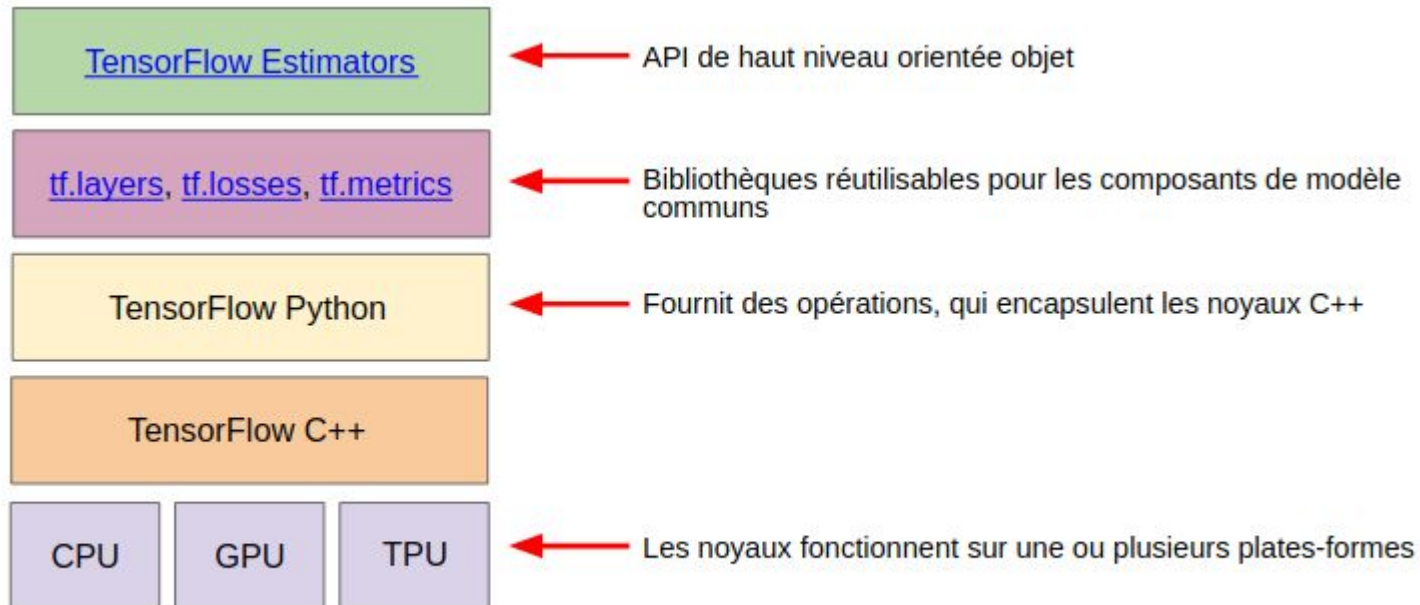 TensorFlow Estimators
API de haut niveau orientée objet
tf.layers, tf.losses, tf.metrics
Bibliothèques réutilisables pour les composants de modèle
communs
TensorFlow Python
Fournit des opérations, qui encapsulent les noyaux C++
TensorFlow C++
CPU
GPU
TPU
Les noyaux fonctionnent sur une ou plusieurs plates-formes